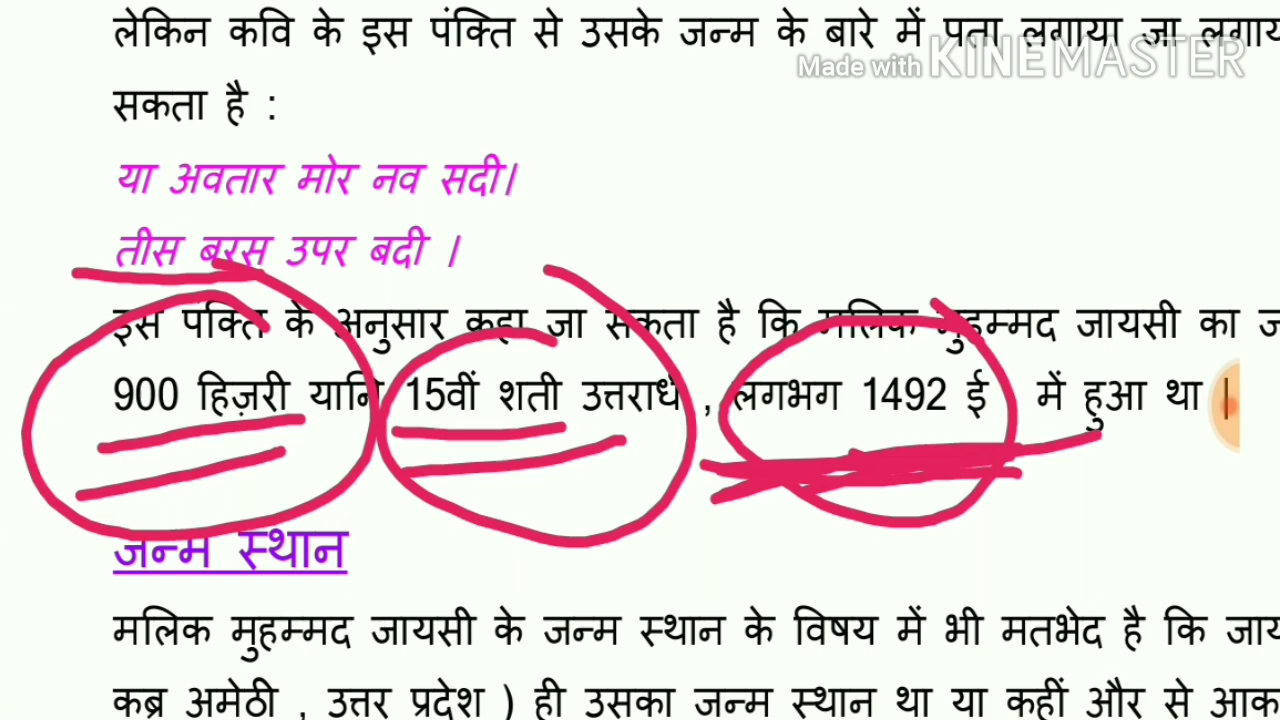 लेकिन कवि के इस पंक्ति से उसके जन्म के बारे में पता लगाया जा लगाय
Made with KINEMASTER
सकता है :
या अवतार मोर नव सदी।
तीस बरस उपर बदी ।
इस पंक्ति के अनुसार कहा जा सकता है कि मलिक मुहम्मद जायसी का ज
900 हिज़री यानि 15वीं शती उत्तरार्ध , लगभग 1492 ई में हुआ था |
जन्म स्थान
मलिक मुहम्मद जायसी के जन्म स्थान के विषय में भी मतभेद है कि जाय
कब्र अमेठी , उत्तर प्रदेश ) ही उसका जन्म स्थान था या कहीं और से आक